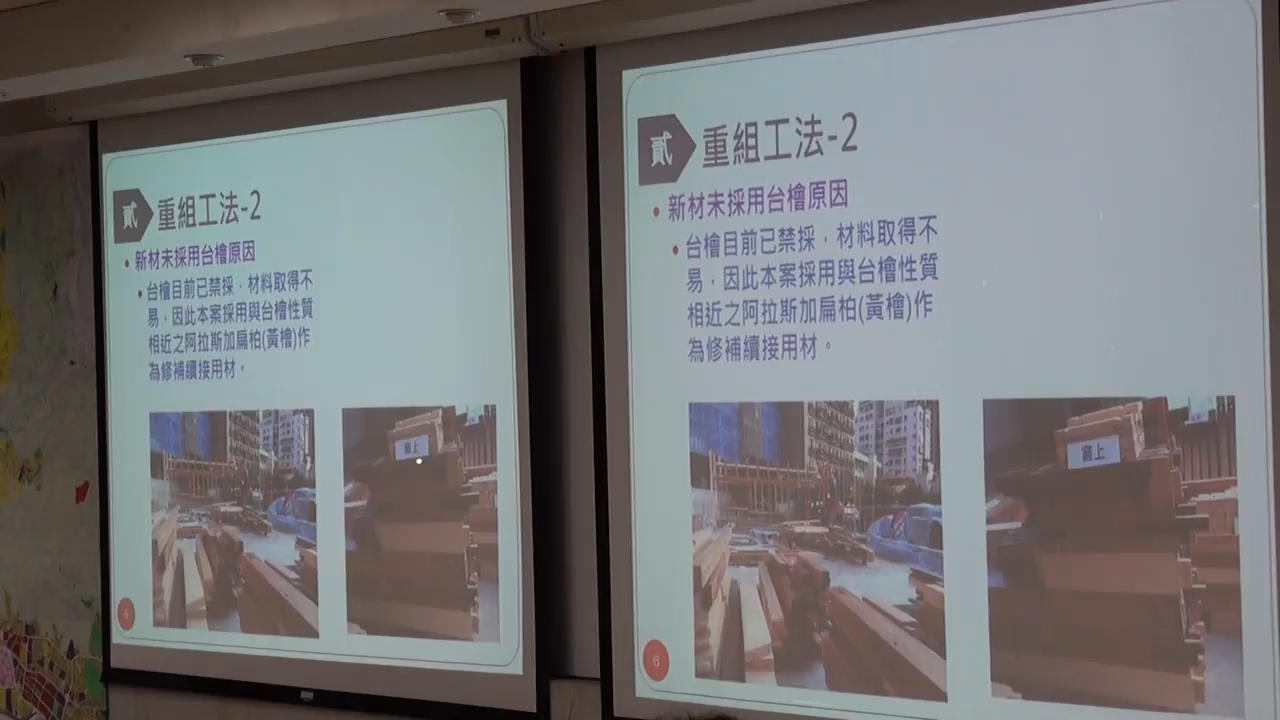 貳 重組工法-2
新材未採用台檜原因
台檜目前已禁採，材料取得不
易，因此本案採用與台檜性質
相近之阿拉斯加扁柏(黃檜)作
為修補續接用材。
窗上
貳 重組工法-2
新材未採用台檜原因
台檜目前已禁採，材料取得不
易，因此本案採用與台檜性質
相近之阿拉斯加扁柏(黃檜)作
為修補續接用材。
窗上
6